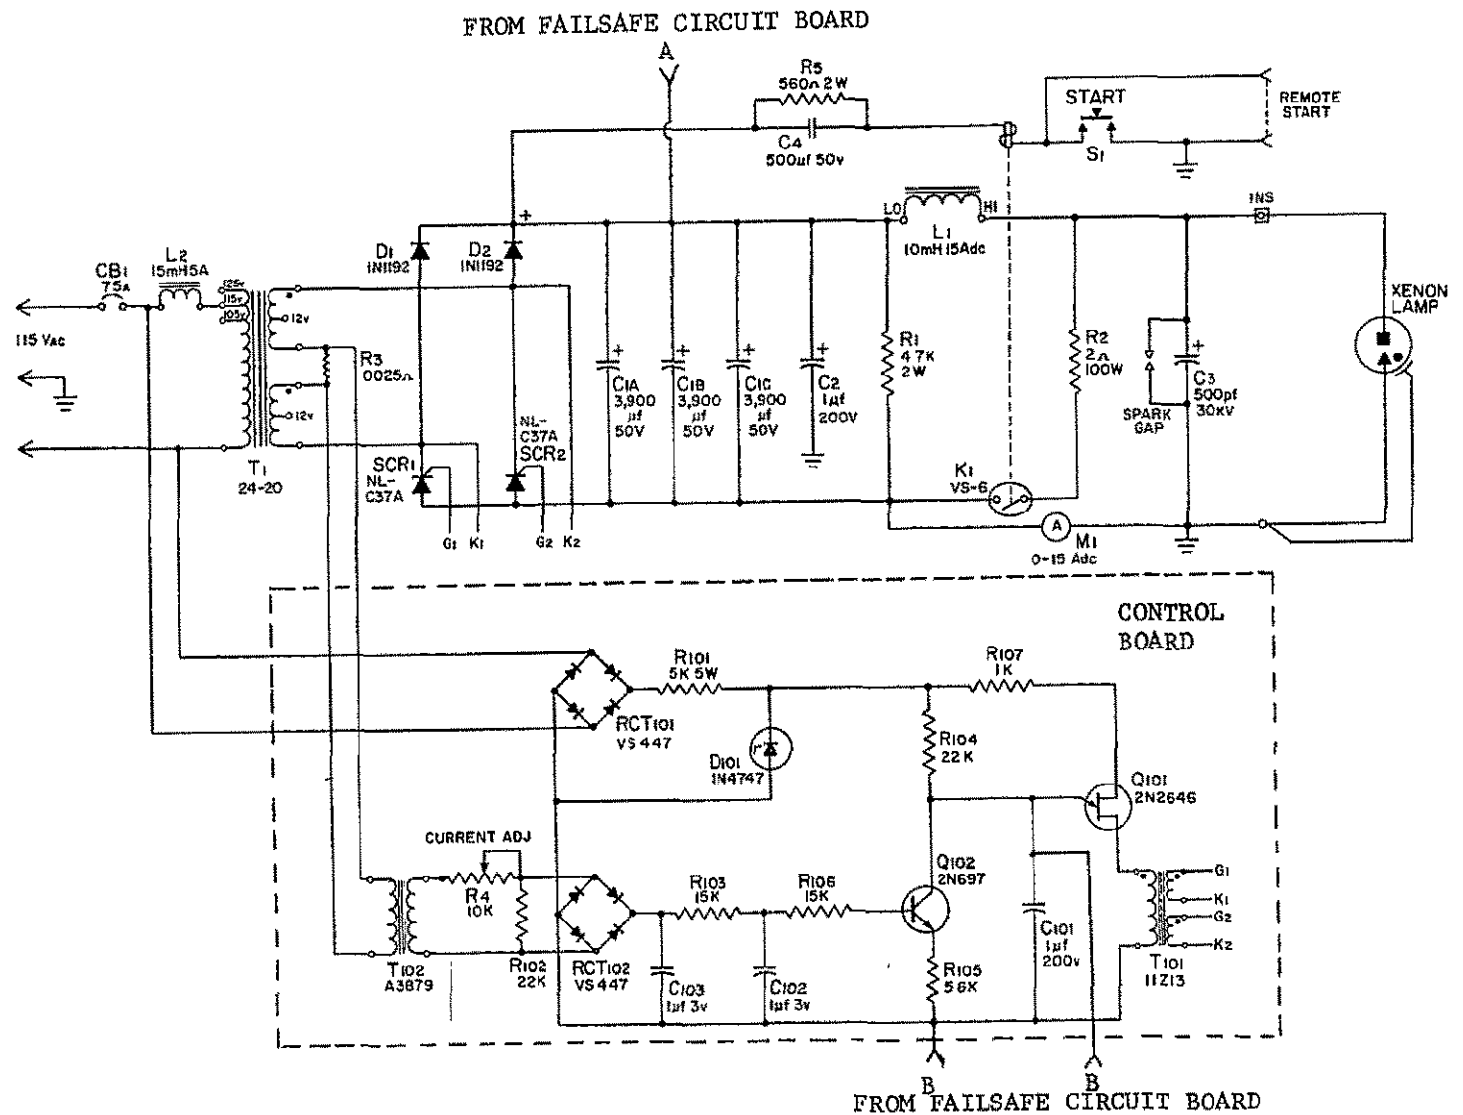 FROM FAILSAFE CIRCUIT BOARD
A
R5
560Ω 2W
C4
500µf 50v
START
S1
REMOTE
START
LO
HI
L1
10mH 15Adc
INS
D1
1N1192
D2
1N1192
+
CB1
7.5A
L2
15mH 5A
125v
115v
105v
12v
12v
115 VAC
R3
.0025Ω
T1
24-20
C1A
3,900
µf
50V
C1B
3,900
µf
50V
C1C
3,900
µf
50V
C2
1µf
200V
R1
4.7K
2W
R2
2Ω
100W
SPARK
GAP
C3
500pf
30KV
XENON
LAMP
SCR1
NL-
C37A
NL-
C37A
SCR2
G1
K1
G2
K2
K1
VS-6
A
M1
0-15 Adc
CONTROL
BOARD
R101
5K 5W
RCT101
VS 447
D101
1N4747
R107
1K
R104
22K
Q101
2N2646
CURRENT ADJ
R4
10K
R102
22K
T102
A3879
RCT102
VS 447
R103
15K
R106
15K
C103
1µf 3v
C102
1µf 3v
Q102
2N697
R105
5.6K
C101
1µf
200v
T101
11Z13
G1
K1
G2
K2
B
B
FROM FAILSAFE CIRCUIT BOARD